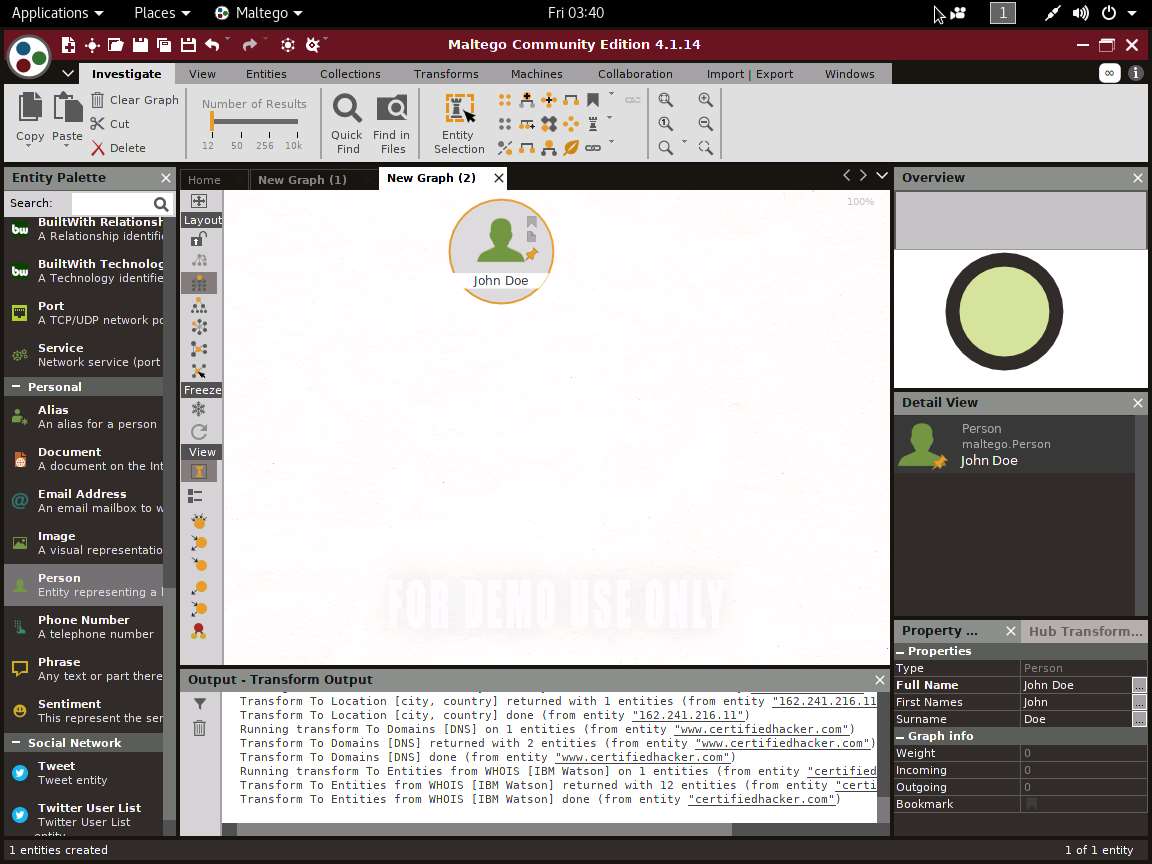 Applications
Places
Maltego
Fri 03:40
1
Maltego Community Edition 4.1.14
Investigate
View
Entities
Collections
Transforms
Machines
Collaboration
Import | Export
Windows
Copy
Paste
Clear Graph
Cut
Delete
Number of Results
12 50 256 10k
Quick Find
Find in Files
Entity Selection
Entity Palette
Search:
BuiltWith Relationsh
A Relationship identifie
BuiltWith Technolog
A Technology identifie
Port
A TCP/UDP network po
Service
Network service (port
Personal
Alias
An alias for a person
Document
A document on the Int
Email Address
An email mailbox to w
Image
A visual representatio
Person
Entity representing a
Phone Number
A telephone number
Phrase
Any text or part there
Sentiment
This represent the ser
Social Network
Tweet
Tweet entity
Twitter User List
Twitter User List
entity
Home
New Graph (1)
New Graph (2)
Layout
Freeze
View
100%
John Doe
FOR DEMO USE ONLY
Output - Transform Output
Transform To Location [city, country] returned with 1 entities (from entity "162.241.216.11
Transform To Location [city, country] done (from entity "162.241.216.11")
Running transform To Domains [DNS] on 1 entities (from entity "www.certifiedhacker.com")
Transform To Domains [DNS] returned with 2 entities (from entity "www.certifiedhacker.com")
Transform To Domains [DNS] done (from entity "www.certifiedhacker.com")
Running transform To Entities from WHOIS [IBM Watson] on 1 entities (from entity "certified
Transform To Entities from WHOIS [IBM Watson] returned with 12 entities (from entity "certi
Transform To Entities from WHOIS [IBM Watson] done (from entity "certifiedhacker.com")
Overview
Detail View
Person
maltego.Person
John Doe
Property ...
Hub Transform...
Properties
Type Person
Full Name John Doe ...
First Names John
Surname Doe ...
Graph info
Weight 0
Incoming 0
Outgoing 0
Bookmark
1 entities created
1 of 1 entity